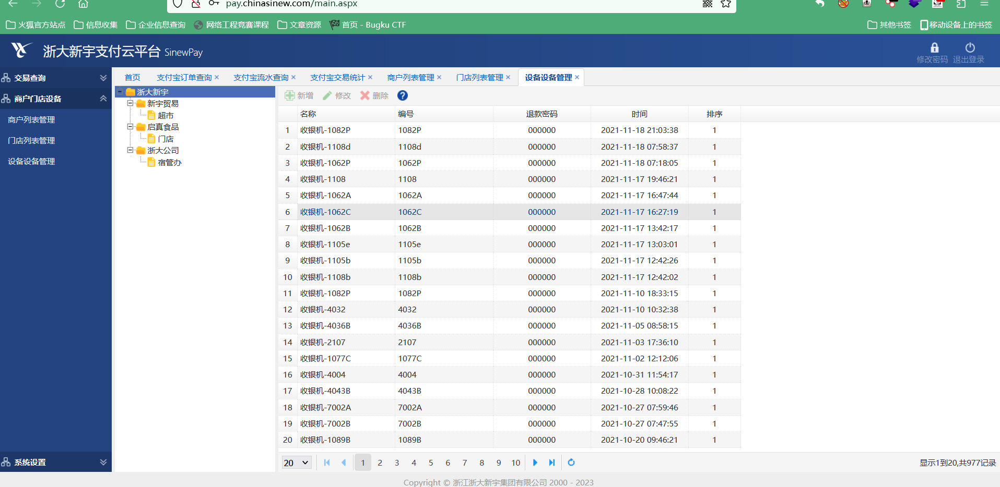 pay.chinasinew.com/main.aspx
火狐官方站点 信息收集 企业信息查询 网络工程竞赛课程 文章资源 首页 - Bugku CTF 其他书签 移动设备上的书签
浙大新宇支付云平台 SinewPay 修改密码 退出登录
交易查询
商户门店设备
商户列表管理
门店列表管理
设备设备管理
系统设置
首页 支付宝订单查询 × 支付宝流水查询 × 支付宝交易统计 × 商户列表管理 × 门店列表管理 × 设备设备管理 ×
浙大新宇
新宇贸易
超市
启真食品
门店
浙大公司
宿管办
新增 修改 删除 ?
名称 编号 退款密码 时间 排序
1 收银机-1082P 1082P 000000 2021-11-18 21:03:38 1
2 收银机-1108d 1108d 000000 2021-11-18 07:58:37 1
3 收银机-1062P 1062P 000000 2021-11-18 07:18:05 1
4 收银机-1108 1108 000000 2021-11-17 19:46:21 1
5 收银机-1062A 1062A 000000 2021-11-17 16:47:44 1
6 收银机-1062C 1062C 000000 2021-11-17 16:27:19 1
7 收银机-1062B 1062B 000000 2021-11-17 13:42:17 1
8 收银机-1105e 1105e 000000 2021-11-17 13:03:01 1
9 收银机-1105b 1105b 000000 2021-11-17 12:42:26 1
10 收银机-1108b 1108b 000000 2021-11-17 12:42:02 1
11 收银机-1082P 1082P 000000 2021-11-10 18:33:15 1
12 收银机-4032 4032 000000 2021-11-10 10:32:38 1
13 收银机-4036B 4036B 000000 2021-11-05 08:58:15 1
14 收银机-2107 2107 000000 2021-11-03 17:36:10 1
15 收银机-1077C 1077C 000000 2021-11-02 12:12:06 1
16 收银机-4004 4004 000000 2021-10-31 11:54:17 1
17 收银机-4043B 4043B 000000 2021-10-28 10:08:22 1
18 收银机-7002A 7002A 000000 2021-10-27 07:59:46 1
19 收银机-7002B 7002B 000000 2021-10-27 07:47:55 1
20 收银机-1089B 1089B 000000 2021-10-20 09:46:21 1
20 1 2 3 4 5 6 7 8 9 10 显示1到20,共977记录
Copyright © 浙江浙大新宇集团有限公司 2000 - 2023